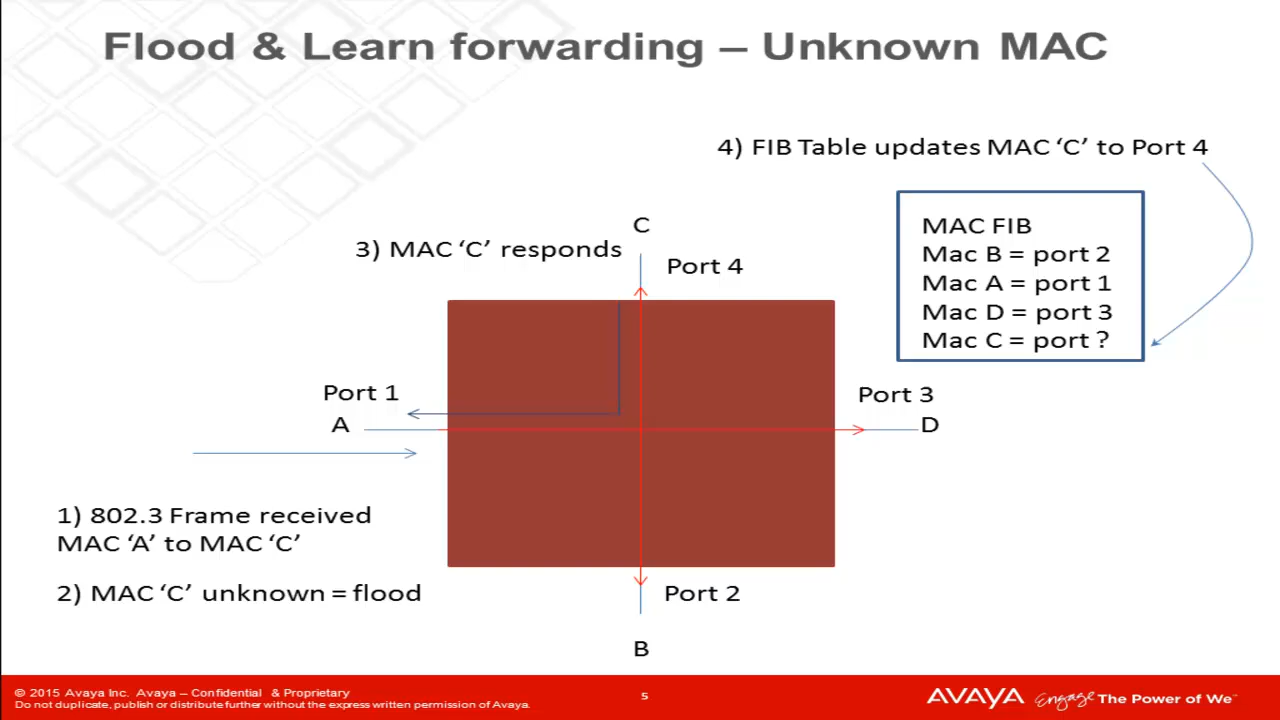 Flood & Learn forwarding – Unknown MAC
4) FIB Table updates MAC ‘C’ to Port 4
MAC FIB
Mac B = port 2
Mac A = port 1
Mac D = port 3
Mac C = port ?
C
3) MAC ‘C’ responds
Port 4
Port 1
A
Port 3
D
1) 802.3 Frame received
MAC ‘A’ to MAC ‘C’
2) MAC ‘C’ unknown = flood
Port 2
B
© 2015 Avaya Inc. Avaya – Confidential & Proprietary
Do not duplicate, publish or distribute further without the express written permission of Avaya.
5
AVAYA Engage The Power of We™